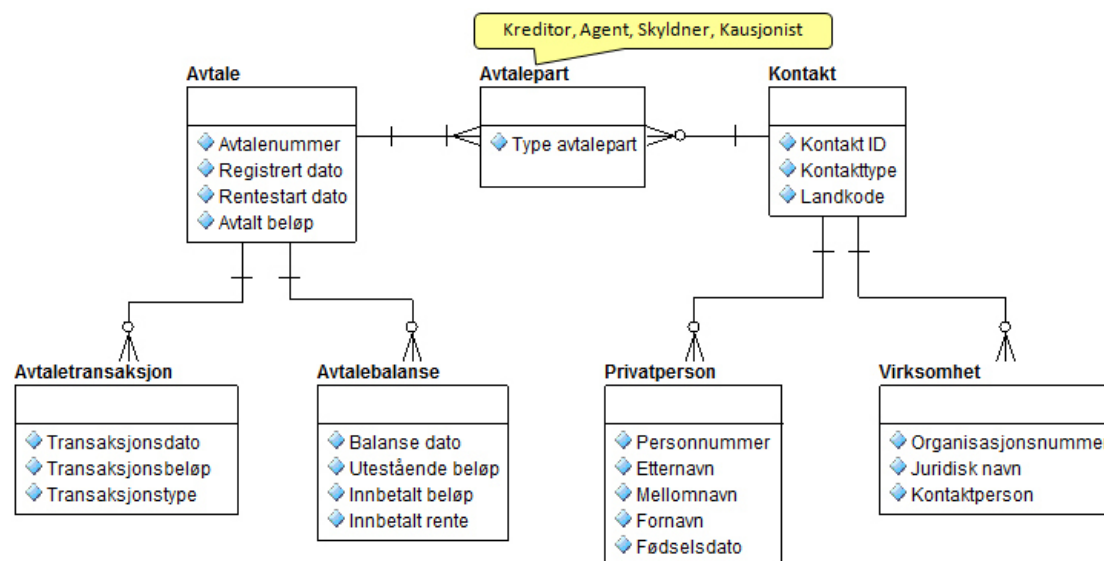 Kreditor, Agent, Skyldner, Kausjonist
Avtale
Avtalenummer
Registrert dato
Rentestart dato
Avtalt beløp
Avtalepart
Type avtalepart
Kontakt
Kontakt ID
Kontakttype
Landkode
Avtaletransaksjon
Transaksjonsdato
Transaksjonsbeløp
Transaksjonstype
Avtalebalanse
Balanse dato
Utestående beløp
Innbetalt beløp
Innbetalt rente
Privatperson
Personnummer
Etternavn
Mellomnavn
Fornavn
Fødselsdato
Virksomhet
Organisasjonsnummer
Juridisk navn
Kontaktperson